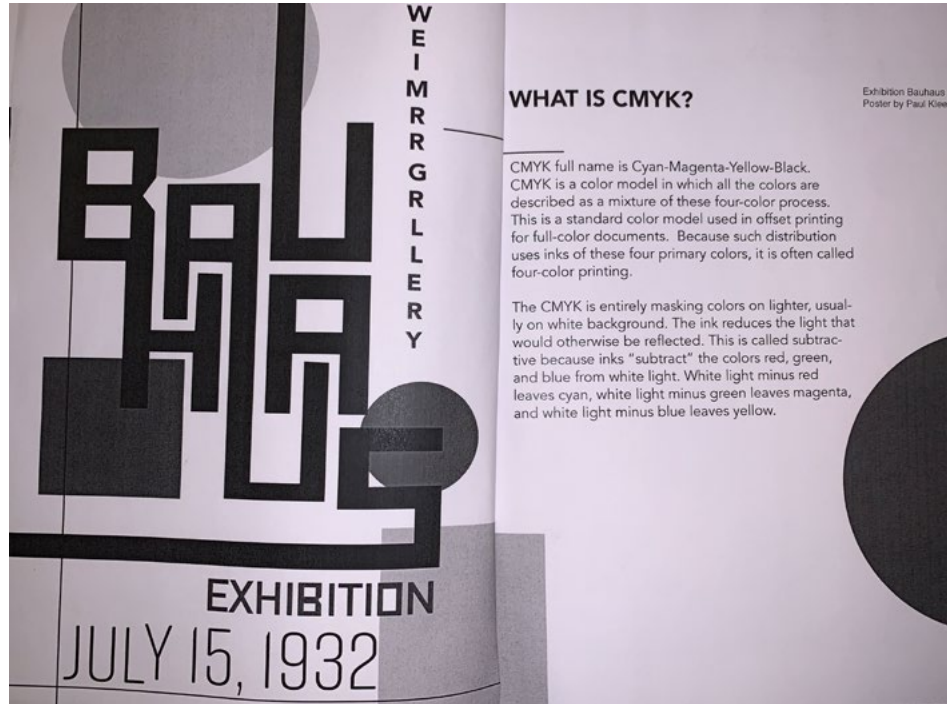 WEIMRR GRLLERY
BAU
HAUS
EXHIBITION
JULY 15, 1932
WHAT IS CMYK?
Exhibition Bauhaus
Poster by Paul Klee
CMYK full name is Cyan-Magenta-Yellow-Black.
CMYK is a color model in which all the colors are
described as a mixture of these four-color process.
This is a standard color model used in offset printing
for full-color documents. Because such distribution
uses inks of these four primary colors, it is often called
four-color printing.
The CMYK is entirely masking colors on lighter, usual-
ly on white background. The ink reduces the light that
would otherwise be reflected. This is called subtrac-
tive because inks “subtract” the colors red, green,
and blue from white light. White light minus red
leaves cyan, white light minus green leaves magenta,
and white light minus blue leaves yellow.